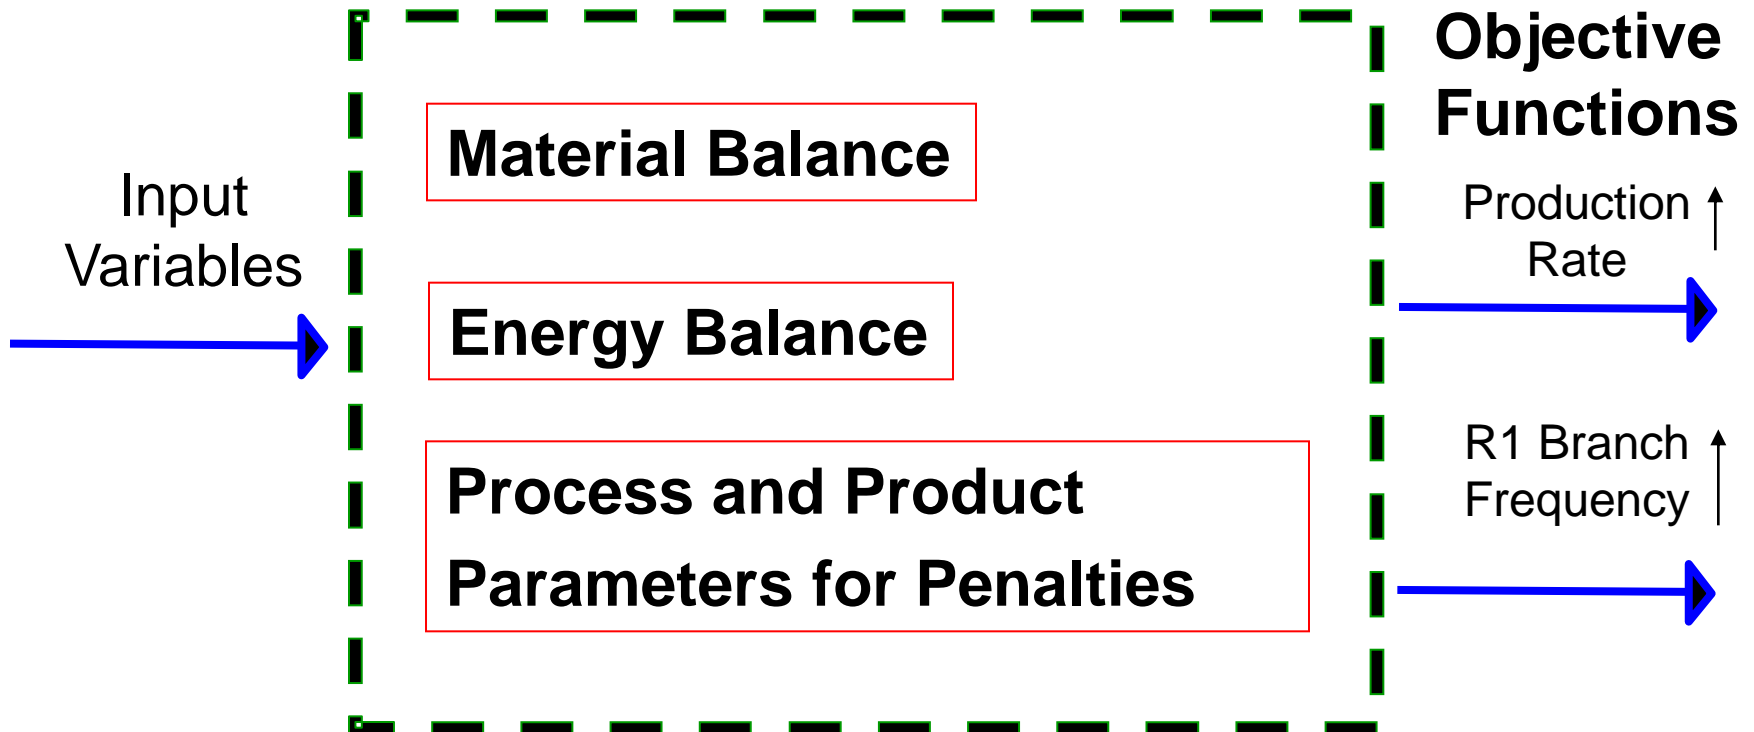 Input
Variables
Material Balance
Energy Balance
Process and Product
Parameters for Penalties
Objective
Functions
Production
Rate
R1 Branch
Frequency